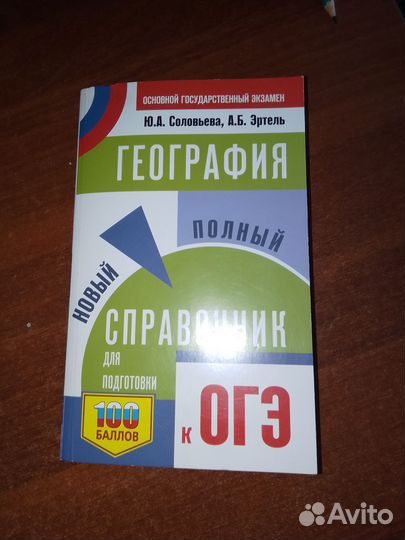 ОСНОВНОЙ ГОСУДАРСТВЕННЫЙ ЭКЗАМЕН
Ю.А. Соловьева, А.Б. Эртель
ГЕОГРАФИЯ
НОВЫЙ
ПОЛНЫЙ
СПРАВОЧНИК
ДЛЯ
ПОДГОТОВКИ
100
БАЛЛОВ
К ОГЭ
Avito